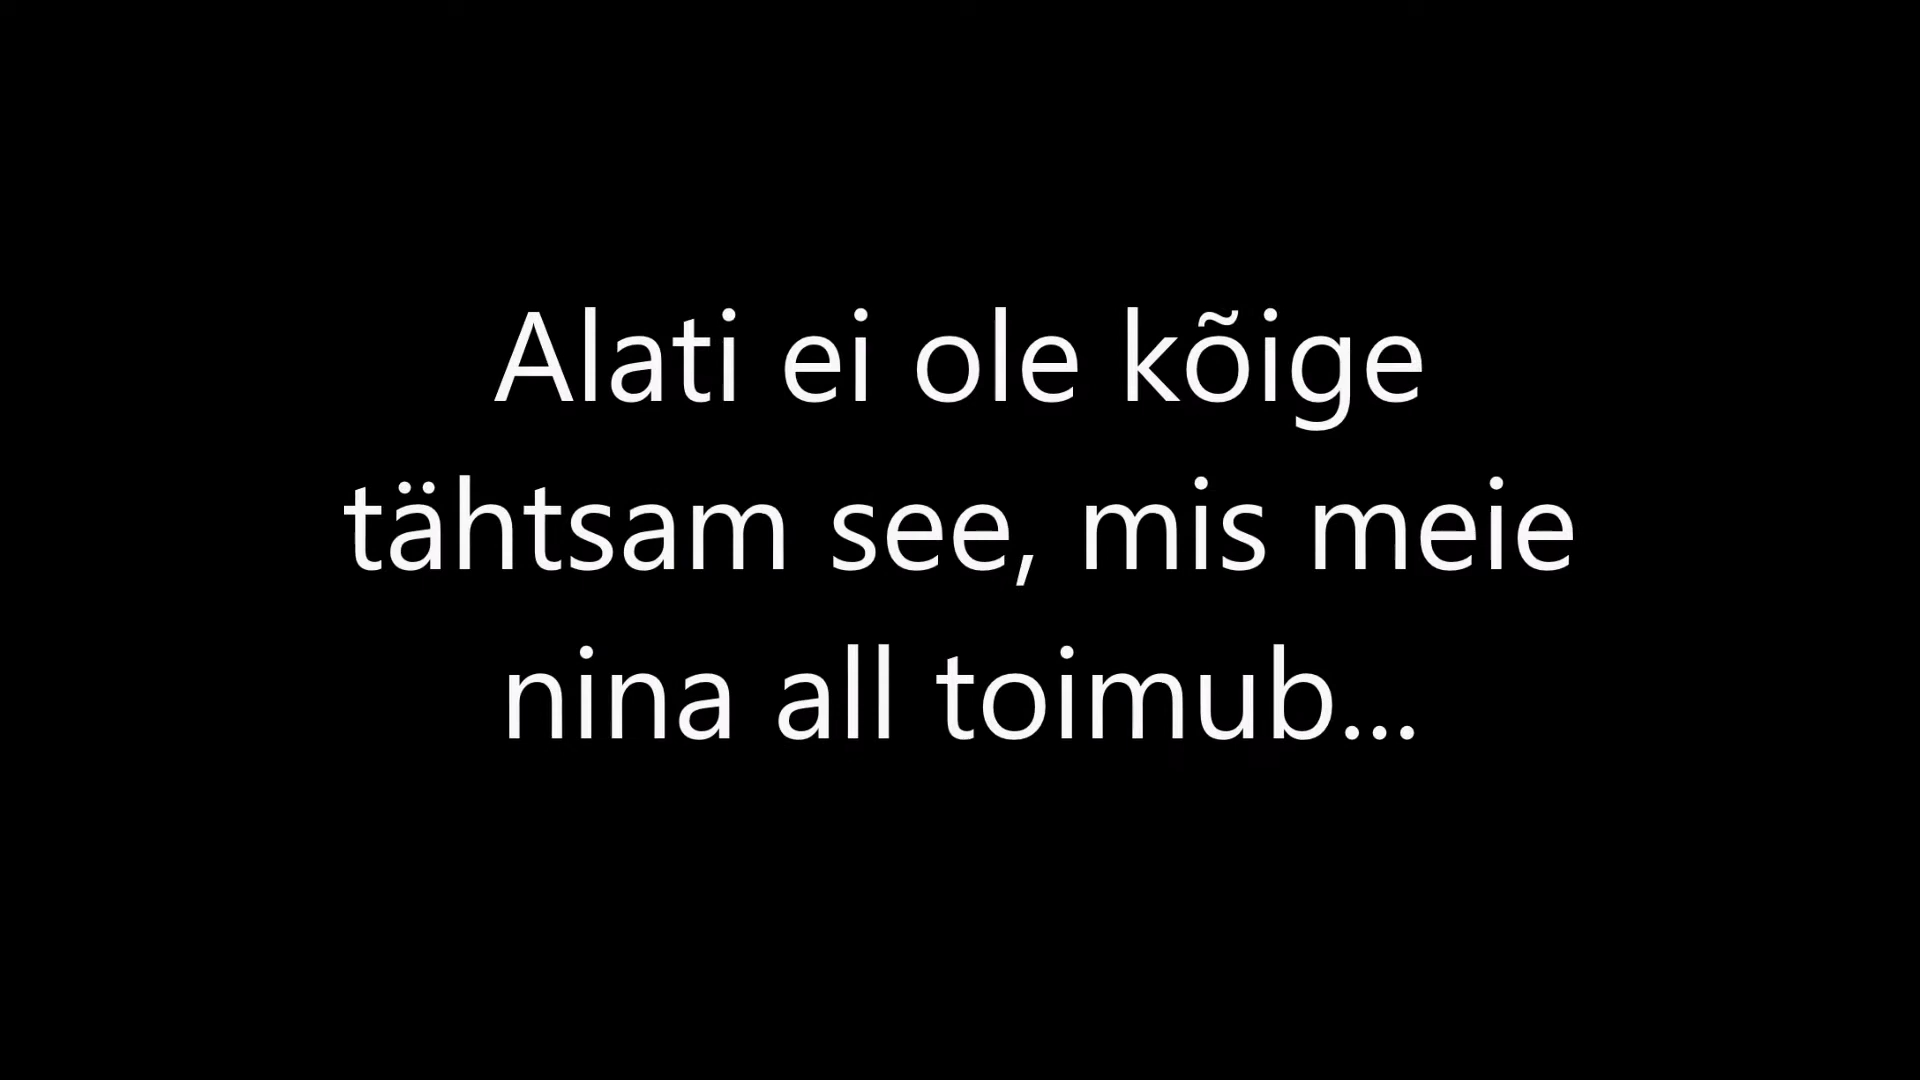 Alati ei ole kõige
tähtsam see, mis meie
nina all toimub...